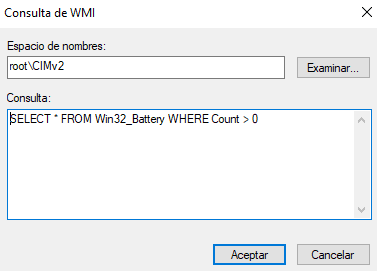 Consulta de WMI
Espacio de nombres:
root\CIMv2
Examinar...
Consulta:
SELECT * FROM Win32_Battery WHERE Count > 0
Aceptar
Cancelar